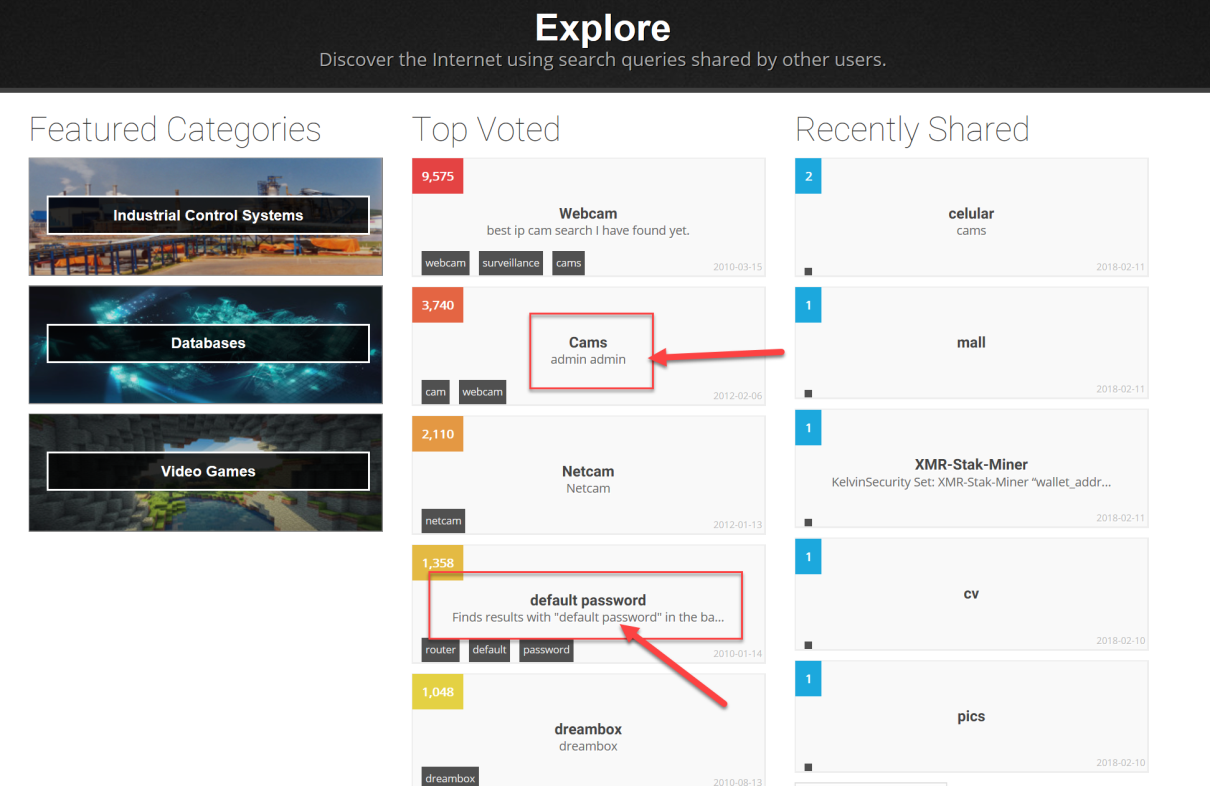 Explore
Discover the Internet using search queries shared by other users.
Featured Categories
Industrial Control Systems
Databases
Video Games
Top Voted
9,575
Webcam
best ip cam search I have found yet.
webcam surveillance cams
2010-03-15
3,740
Cams
admin admin
cam webcam
2012-02-06
2,110
Netcam
Netcam
netcam
2012-01-13
1,358
default password
Finds results with "default password" in the ba...
router default password
2010-01-14
1,048
dreambox
dreambox
dreambox
2010-08-13
Recently Shared
2
celular
cams
2018-02-11
1
mall
2018-02-11
1
XMR-Stak-Miner
KelvinSecurity Set: XMR-Stak-Miner “wallet_addr...
2018-02-11
1
cv
2018-02-10
1
pics
2018-02-10